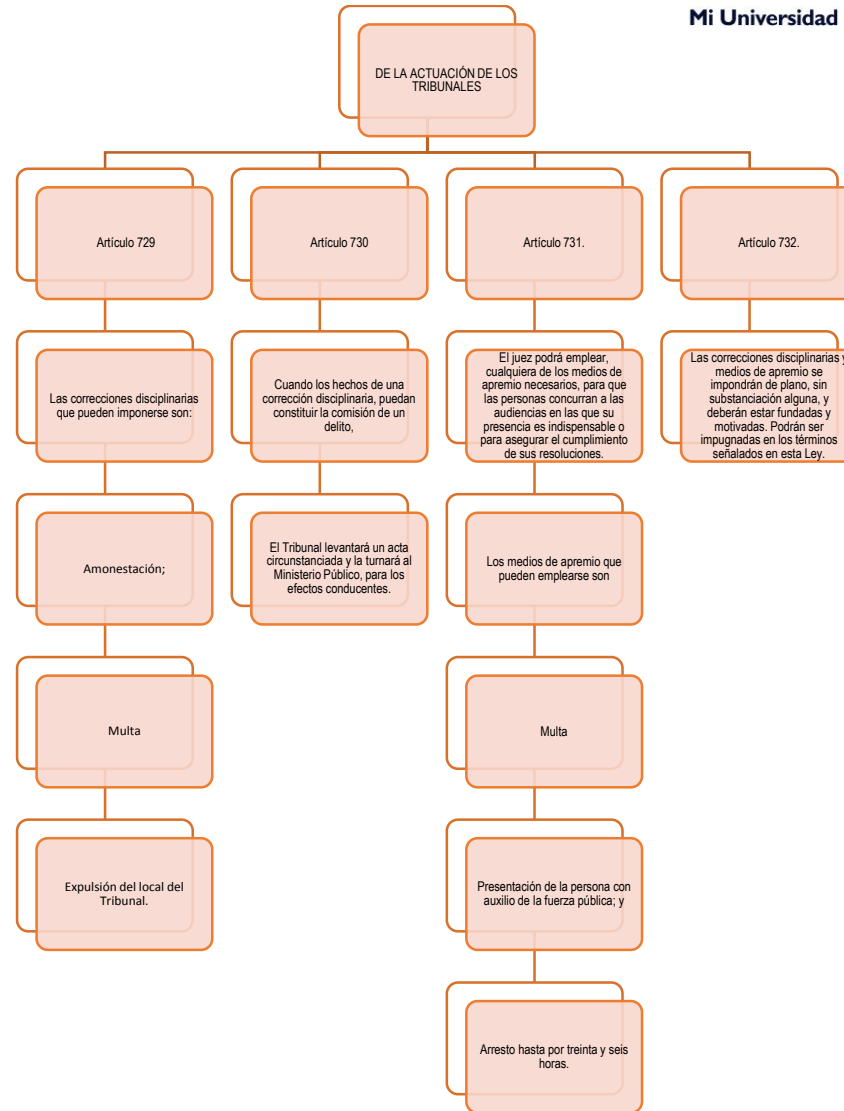 Mi Universidad
DE LA ACTUACIÓN DE LOS
TRIBUNALES
Artículo 729
Las correcciones disciplinarias
que pueden imponerse son:
Amonestación;
Multa
Expulsión del local del
Tribunal.
Artículo 730
Cuando los hechos de una
corrección disciplinaria, puedan
constituir la comisión de un
delito,
El Tribunal levantará un acta
circunstanciada y la turnará al
Ministerio Público, para los
efectos conducentes.
Artículo 731.
El juez podrá emplear,
cualquiera de los medios de
apremio necesarios, para que
las personas concurran a las
audiencias en las que su
presencia es indispensable o
para asegurar el cumplimiento
de sus resoluciones.
Los medios de apremio que
pueden emplearse son
Multa
Presentación de la persona con
auxilio de la fuerza pública; y
Arresto hasta por treinta y seis
horas.
Artículo 732.
Las correcciones disciplinarias y
medios de apremio se
impondrán de plano, sin
substanciación alguna, y
deberán estar fundadas y
motivadas. Podrán ser
impugnadas en los términos
señalados en esta Ley.